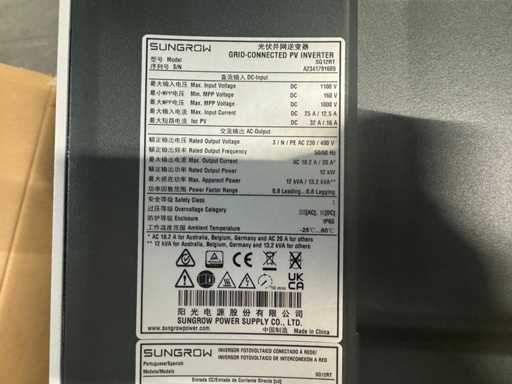 SUNGROW
光伏并网逆变器
GRID-CONNECTED PV INVERTER
型号 Model SG12RT
序列号 S/N A2341791605
直流输入 DC-Input
最大输入电压 Max. Input Voltage DC 1100 V
最小MPP电压 Min. MPP Voltage DC 160 V
最大MPP电压 Max. MPP Voltage DC 1000 V
最大输入电流 Max. Input Current DC 25 A / 12.5 A
最大短路电流 Isc PV DC 32 A / 16 A
交流输出 AC-Output
额定输出电压 Rated Output Voltage 3 / N / PE AC 230 / 400 V
额定输出频率 Rated Output Frequency 50/60 Hz
最大输出电流 Max. Output Current AC 18.2 A / 20 A*
额定输出功率 Rated Output Power 12 kW
最大视在功率 Max. Apparent Power 12 kVA / 13.2 kVA**
功率因数范围 Power Factor Range 0.8 Leading...0.8 Lagging
安全等级 Safety Class I
过压等级 Overvoltage Category III[AC], II[DC]
防护等级 Enclosure IP65
工作温度范围 Ambient Temperature -25℃...60℃
* AC 18.2 A for Australia, Belgium, Germany and AC 20 A for others
** 12 kVA for Australia, Belgium, Germany and 13.2 kVA for others
阳光电源股份有限公司
SUNGROW POWER SUPPLY CO., LTD.
www.sungrowpower.com
中国制造 Made in China
SUNGROW
INVERSOR FOTOVOLTAICO CONECTADO À REDE/
INVERSOR FOTOVOLTAICO DE INTERCONEXIÓN A RED
Portuguese/Spanish
Modelo/Modelo SG12RT
Entrada CC/Entrada de Corriente Directa (cd)